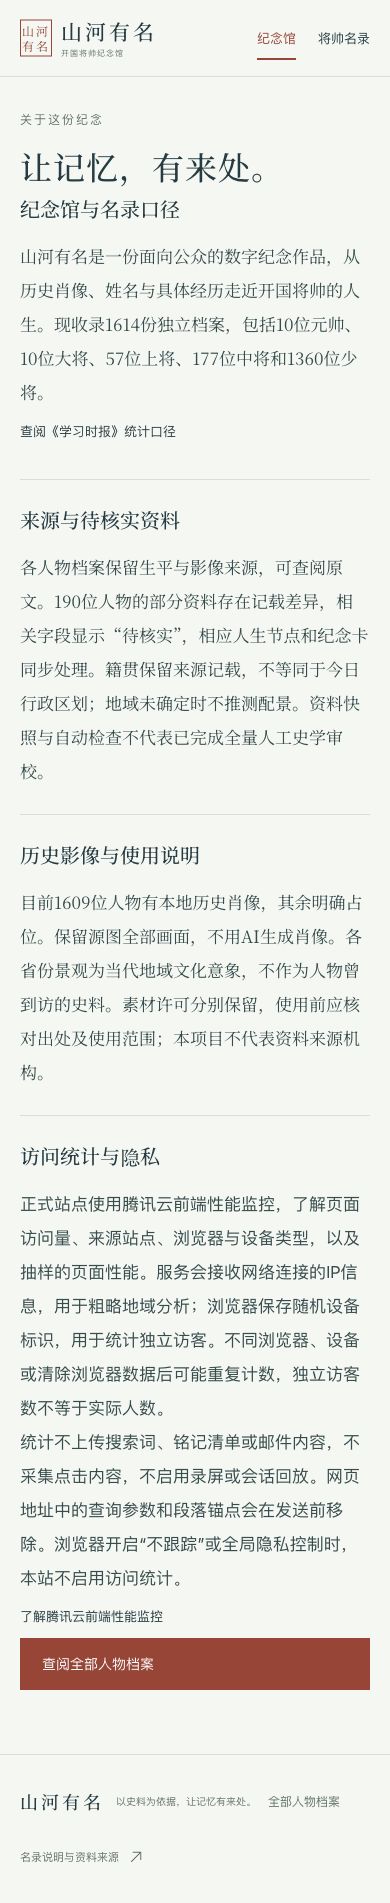 山河
有名
山河有名
开国将帅纪念馆
纪念馆
将帅名录
关于这份纪念
让记忆，有来处。
纪念馆与名录口径
山河有名是一份面向公众的数字纪念作品，从
历史肖像、姓名与具体经历走近开国将帅的人
生。现收录1614份独立档案，包括10位元帅、
10位大将、57位上将、177位中将和1360位少
将。
查阅《学习时报》统计口径
来源与待核实资料
各人物档案保留生平与影像来源，可查阅原
文。190位人物的部分资料存在记载差异，相
关字段显示“待核实”，相应人生节点和纪念卡
同步处理。籍贯保留来源记载，不等同于今日
行政区划；地域未确定时不推测配景。资料快
照与自动检查不代表已完成全量人工史学审
校。
历史影像与使用说明
目前1609位人物有本地历史肖像，其余明确占
位。保留源图全部画面，不用AI生成肖像。各
省份景观为当代地域文化意象，不作为人物曾
到访的史料。素材许可分别保留，使用前应核
对出处及使用范围；本项目不代表资料来源机
构。
访问统计与隐私
正式站点使用腾讯云前端性能监控，了解页面
访问量、来源站点、浏览器与设备类型，以及
抽样的页面性能。服务会接收网络连接的IP信
息，用于粗略地域分析；浏览器保存随机设备
标识，用于统计独立访客。不同浏览器、设备
或清除浏览器数据后可能重复计数，独立访客
数不等于实际人数。
统计不上传搜索词、铭记清单或邮件内容，不
采集点击内容，不启用录屏或会话回放。网页
地址中的查询参数和段落锚点会在发送前移
除。浏览器开启“不跟踪”或全局隐私控制时，
本站不启用访问统计。
了解腾讯云前端性能监控
查阅全部人物档案
山河有名
以史料为依据，让记忆有来处。
全部人物档案
名录说明与资料来源